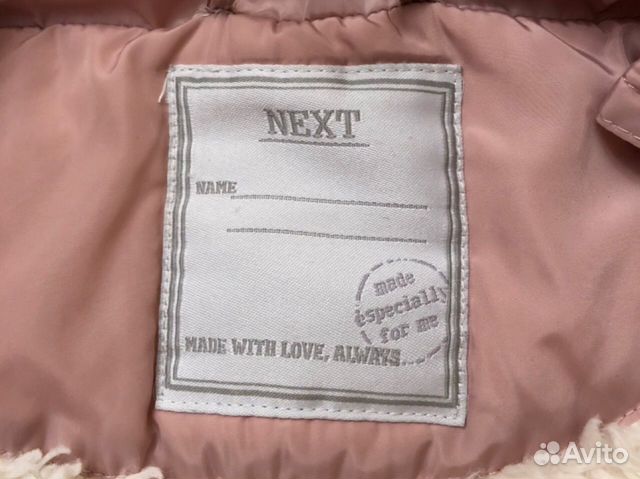 NEXT
NAME
made
especially
for me
MADE WITH LOVE, ALWAYS...
Avito